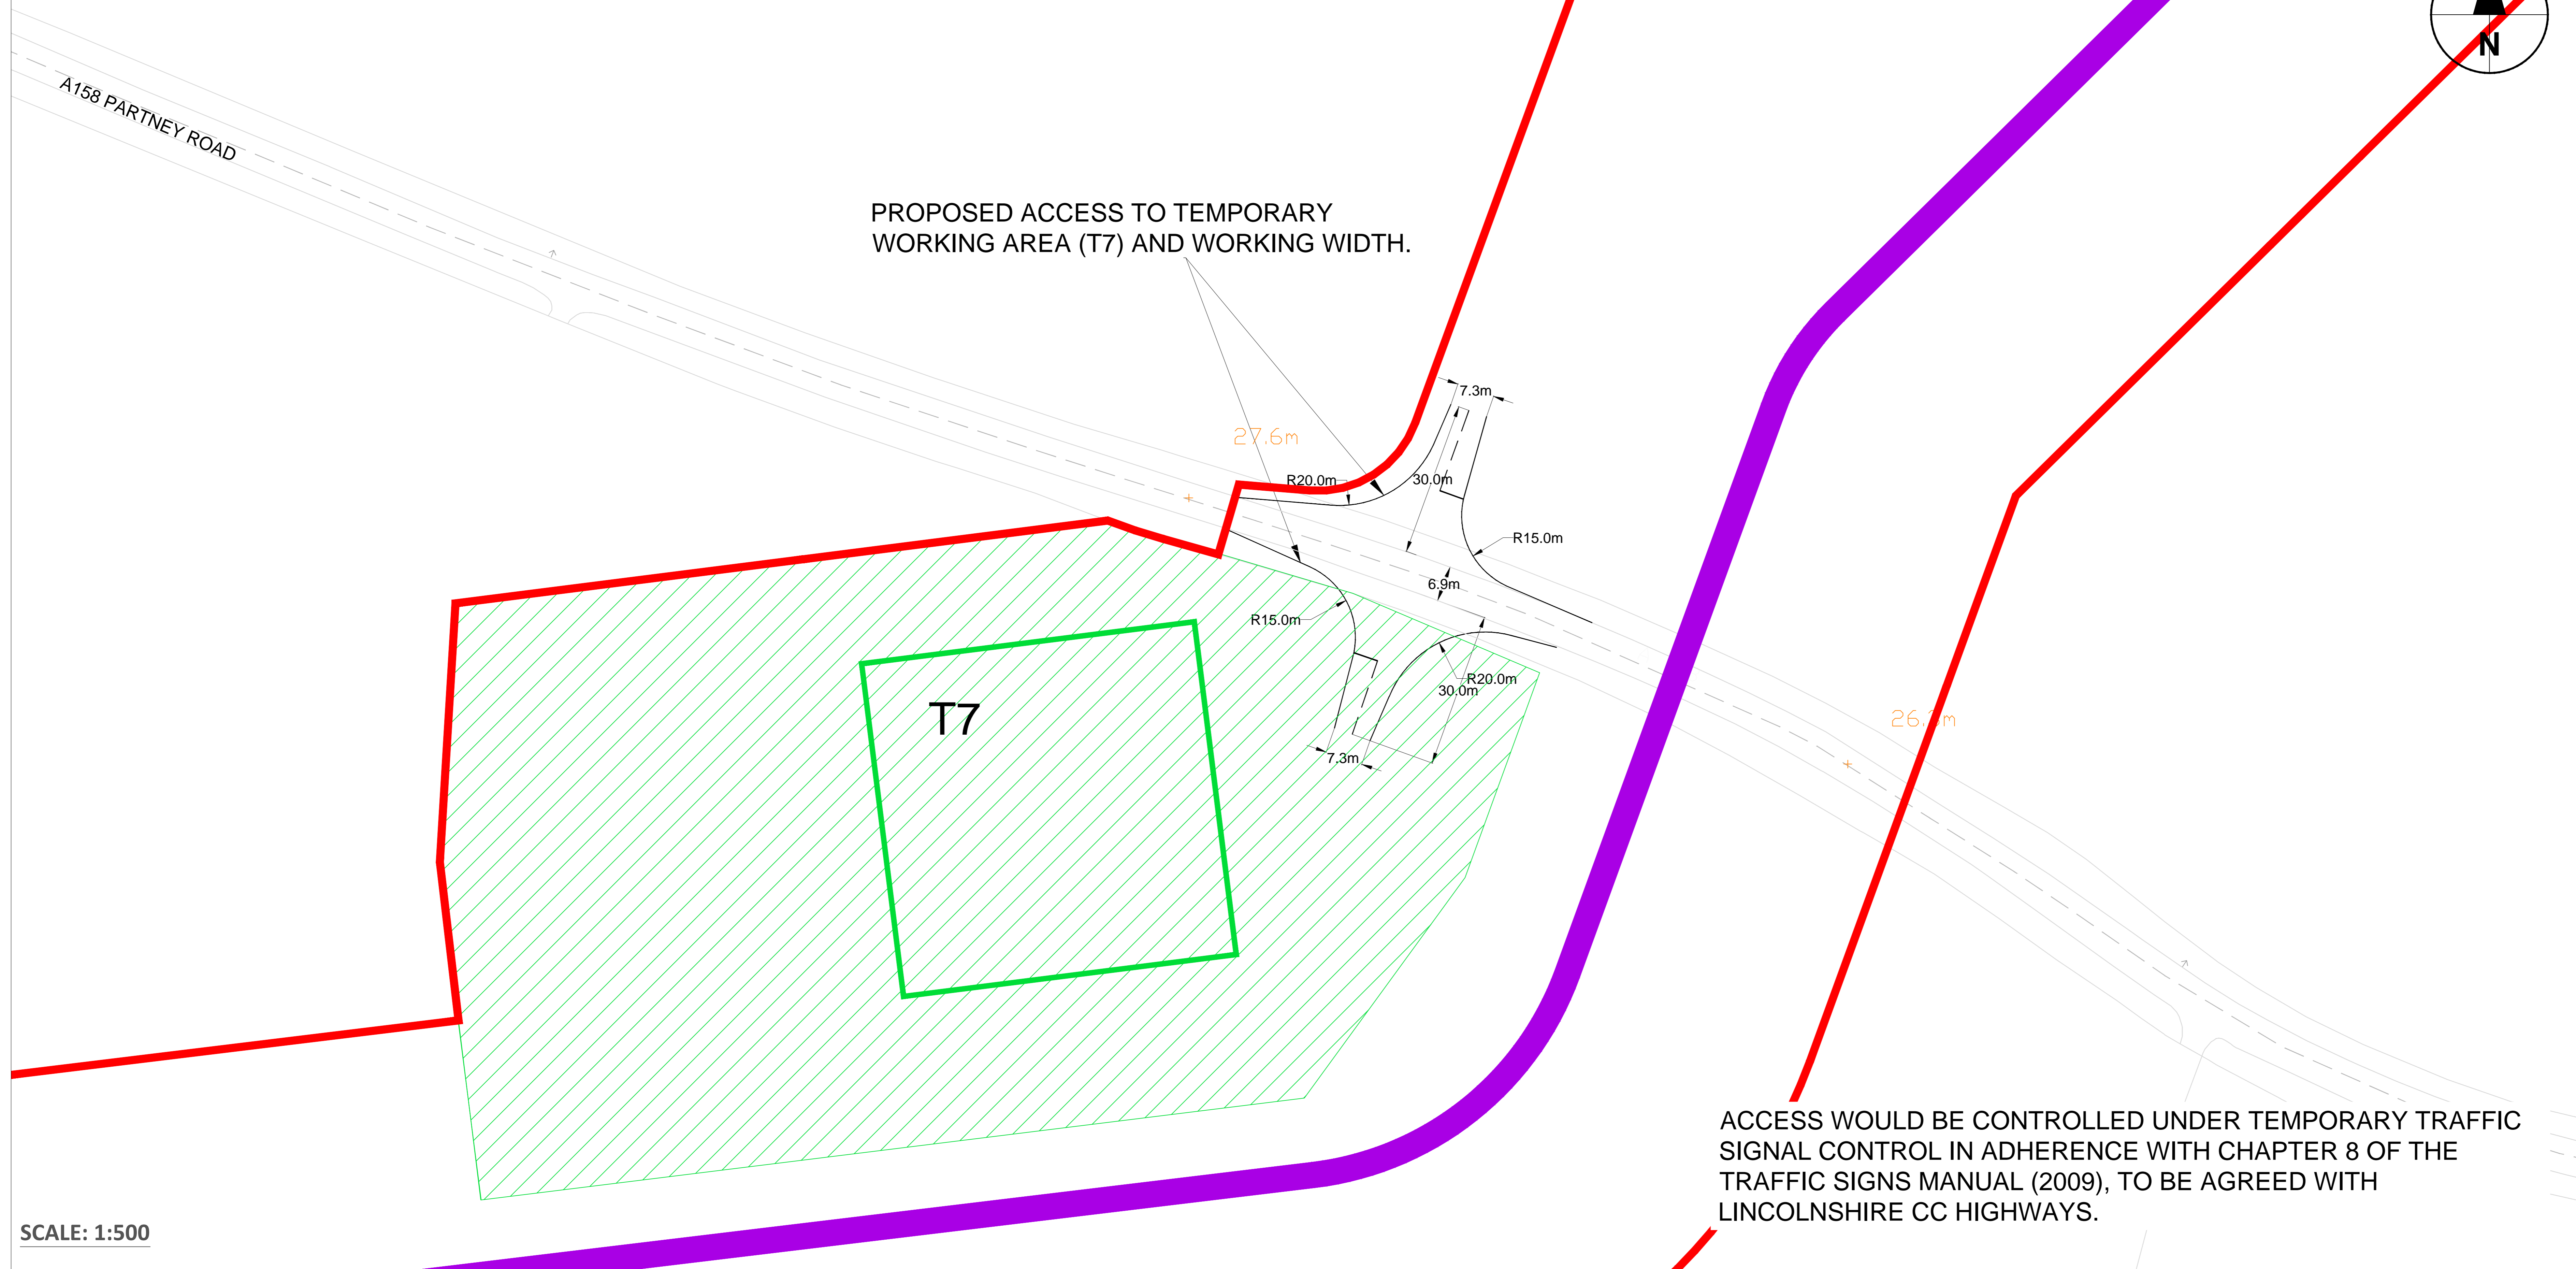 N
A158 PARTNEY ROAD
PROPOSED ACCESS TO TEMPORARY
WORKING AREA (T7) AND WORKING WIDTH.
7.3m
27.6m
R20.0m
30.0m
R15.0m
6.9m
R15.0m
R20.0m
30.0m
T7
7.3m
ACCESS WOULD BE CONTROLLED UNDER TEMPORARY TRAFFIC
SIGNAL CONTROL IN ADHERENCE WITH CHAPTER 8 OF THE
TRAFFIC SIGNS MANUAL (2009), TO BE AGREED WITH
LINCOLNSHIRE CC HIGHWAYS.
SCALE: 1:500